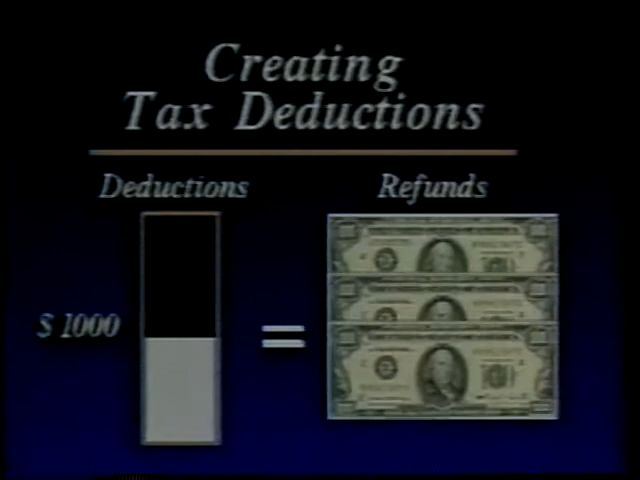 Creating
Tax Deductions
Deductions
Refunds
$ 1000
=